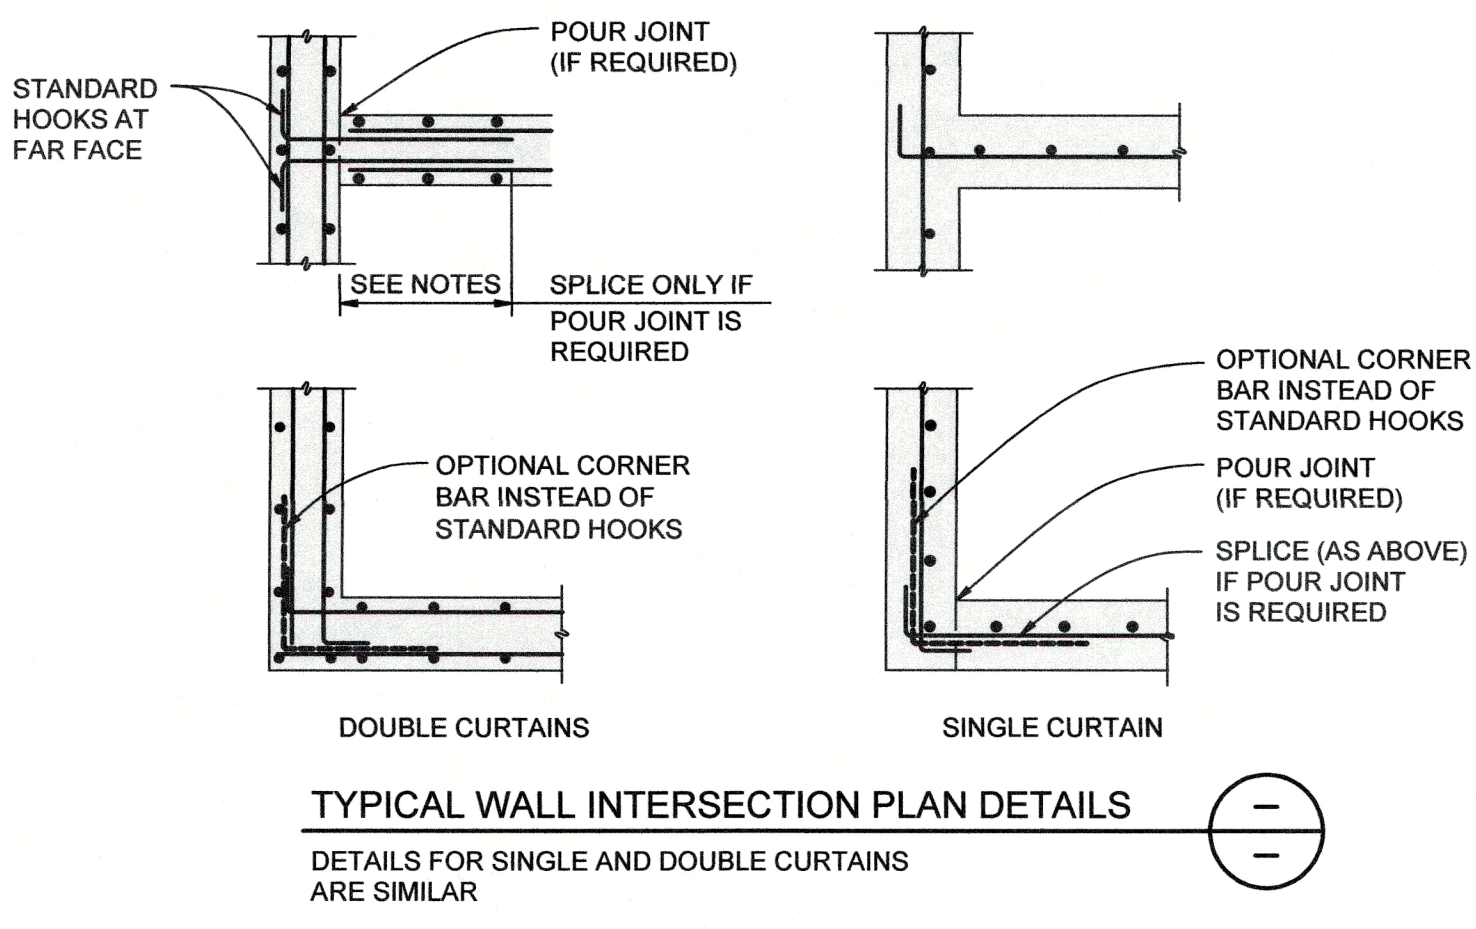 POUR JOINT
(IF REQUIRED)
STANDARD
HOOKS AT
FAR FACE
SEE NOTES
SPLICE ONLY IF
POUR JOINT IS
REQUIRED
OPTIONAL CORNER
BAR INSTEAD OF
STANDARD HOOKS
OPTIONAL CORNER
BAR INSTEAD OF
STANDARD HOOKS
POUR JOINT
(IF REQUIRED)
SPLICE (AS ABOVE)
IF POUR JOINT
IS REQUIRED
DOUBLE CURTAINS
SINGLE CURTAIN
TYPICAL WALL INTERSECTION PLAN DETAILS
DETAILS FOR SINGLE AND DOUBLE CURTAINS
ARE SIMILAR
–
–